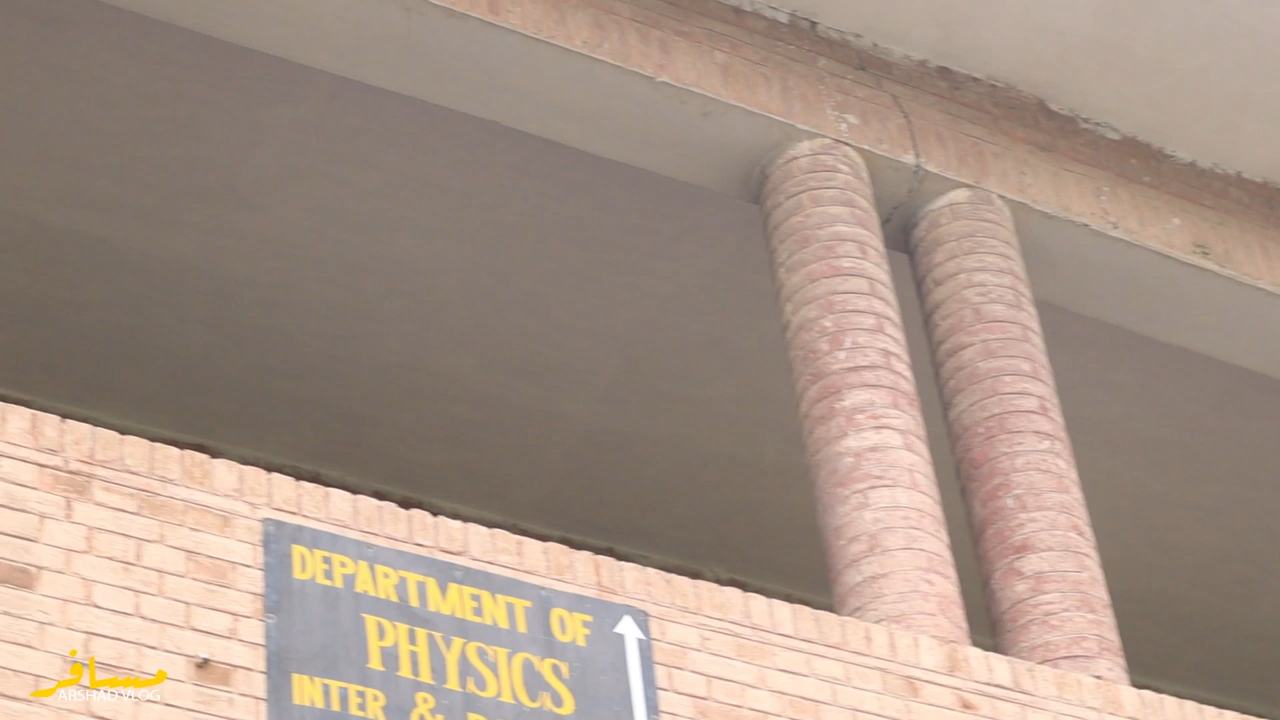 DEPARTMENT OF
PHYSICS
INTER &
مسافر
ARSHAD VLOG